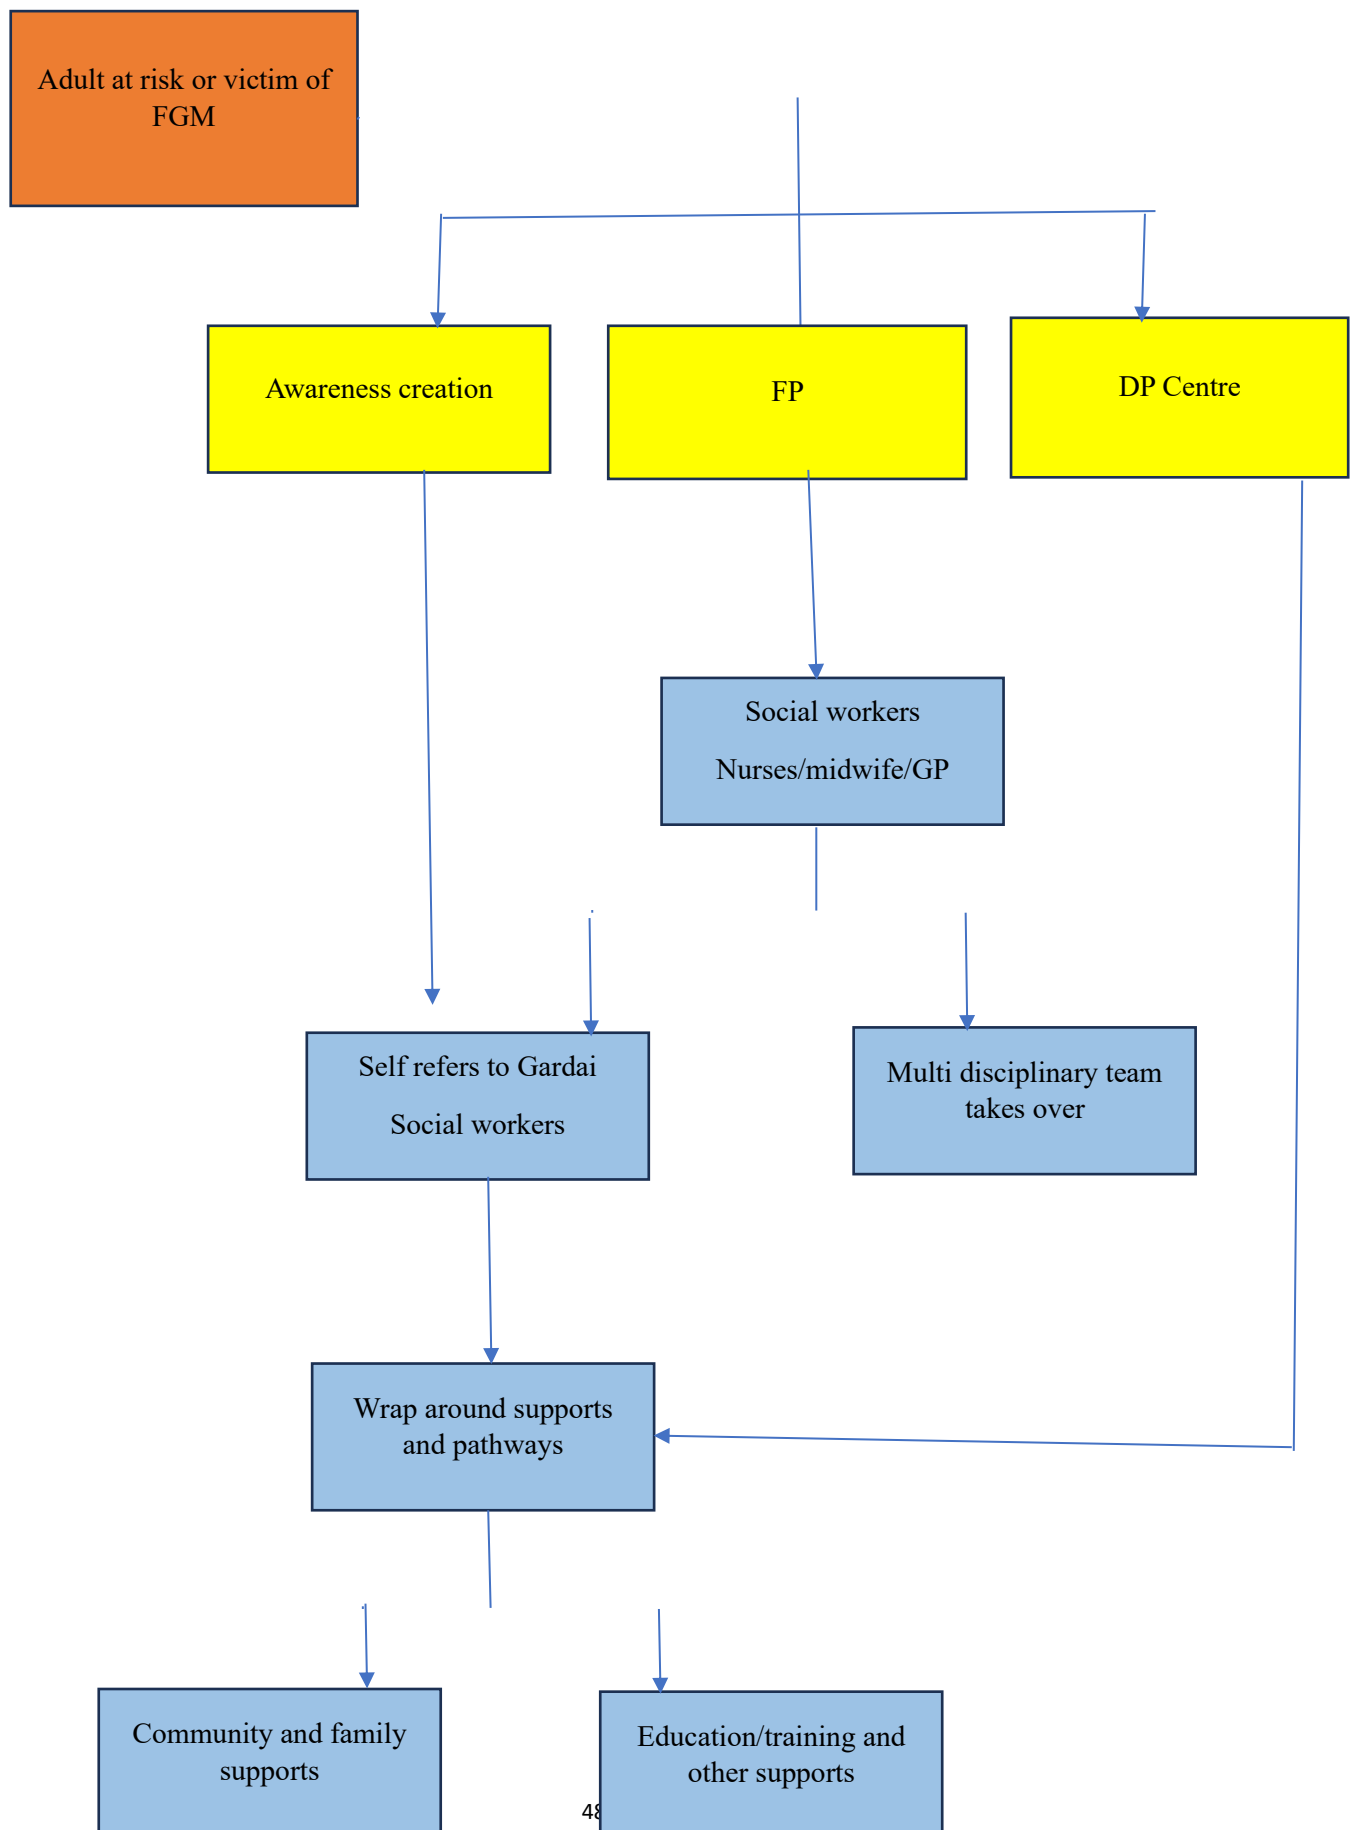 Adult at risk or victim of
FGM
Awareness creation
FP
DP Centre
Social workers
Nurses/midwife/GP
Self refers to Gardai
Social workers
Multi disciplinary team
takes over
Wrap around supports
and pathways
Community and family
supports
Education/training and
other supports
48